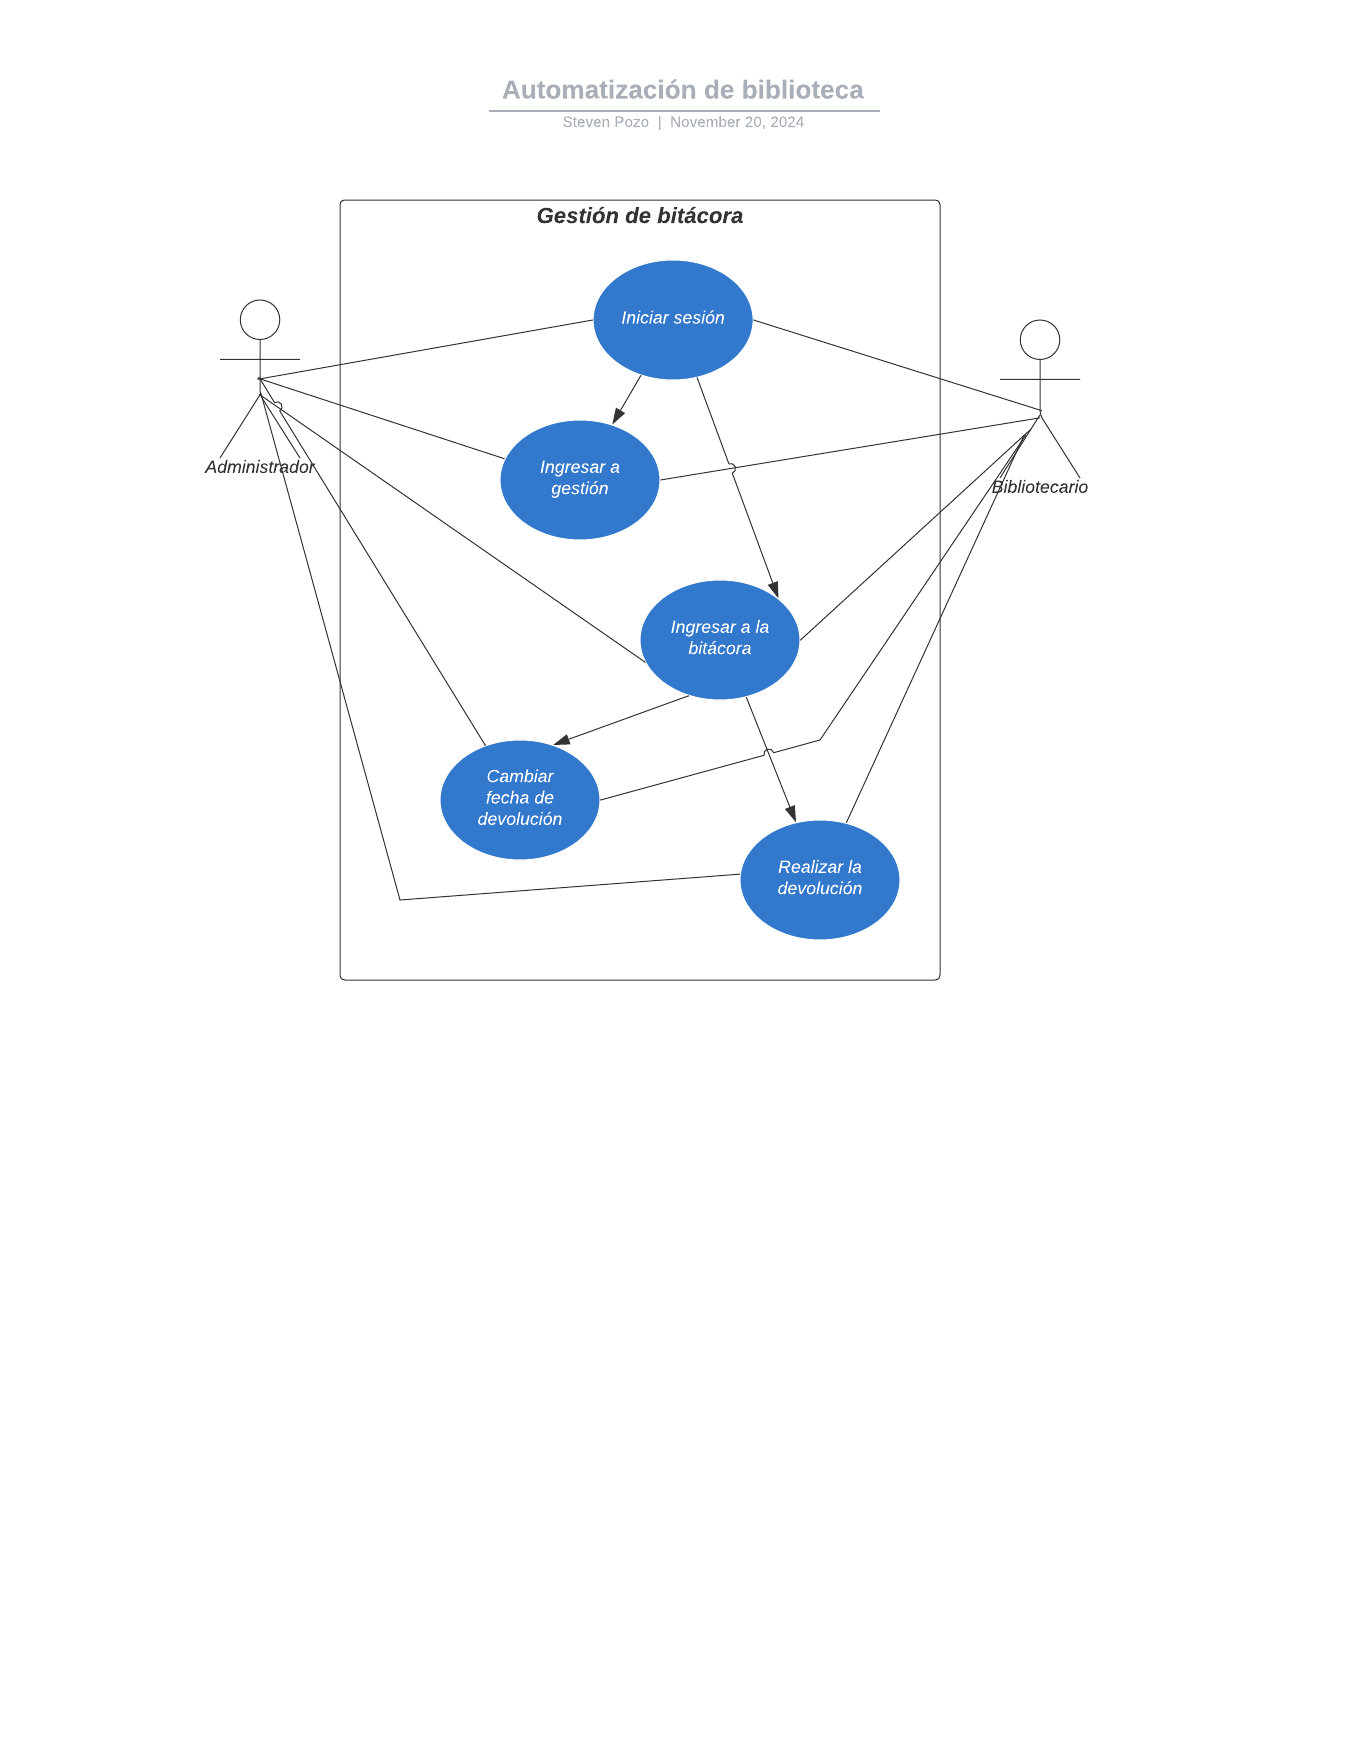 Automatización de biblioteca
Steven Pozo | November 20, 2024
Gestión de bitácora
Iniciar sesión
Administrador
Ingresar a
gestión
Bibliotecario
Ingresar a la
bitácora
Cambiar
fecha de
devolución
Realizar la
devolución